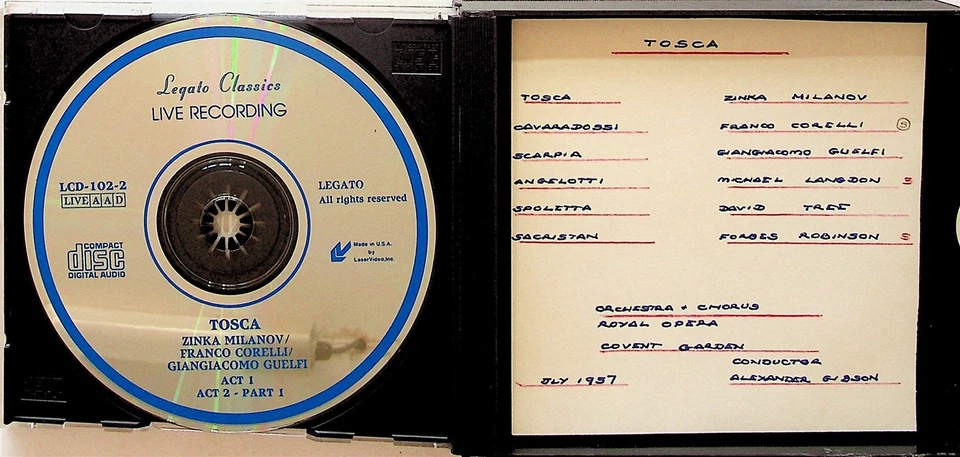 Legato Classics
LIVE RECORDING
LCD-102-2
LIVE AAD
COMPACT
disc
DIGITAL AUDIO
LEGATO
All rights reserved
Made in U.S.A.
by
LaserVideo, Inc.
TOSCA
ZINKA MILANOV/
FRANCO CORELLI/
GIANGIACOMO GUELFI
ACT 1
ACT 2 - PART 1
TOSCA
TOSCA ZINKA MILANOV
CAVARADOSSI FRANCO CORELLI S
SCARPIA GIANGIACOMO GUELFI
ANGELOTTI MICHAEL LANGDON S
SPOLETTA DAVID TREE
SACRISTAN FORBES ROBINSON S
ORCHESTRA + CHORUS
ROYAL OPERA
COVENT GARDEN
CONDUCTOR
JLY 1957 ALEXANDER GIBSON